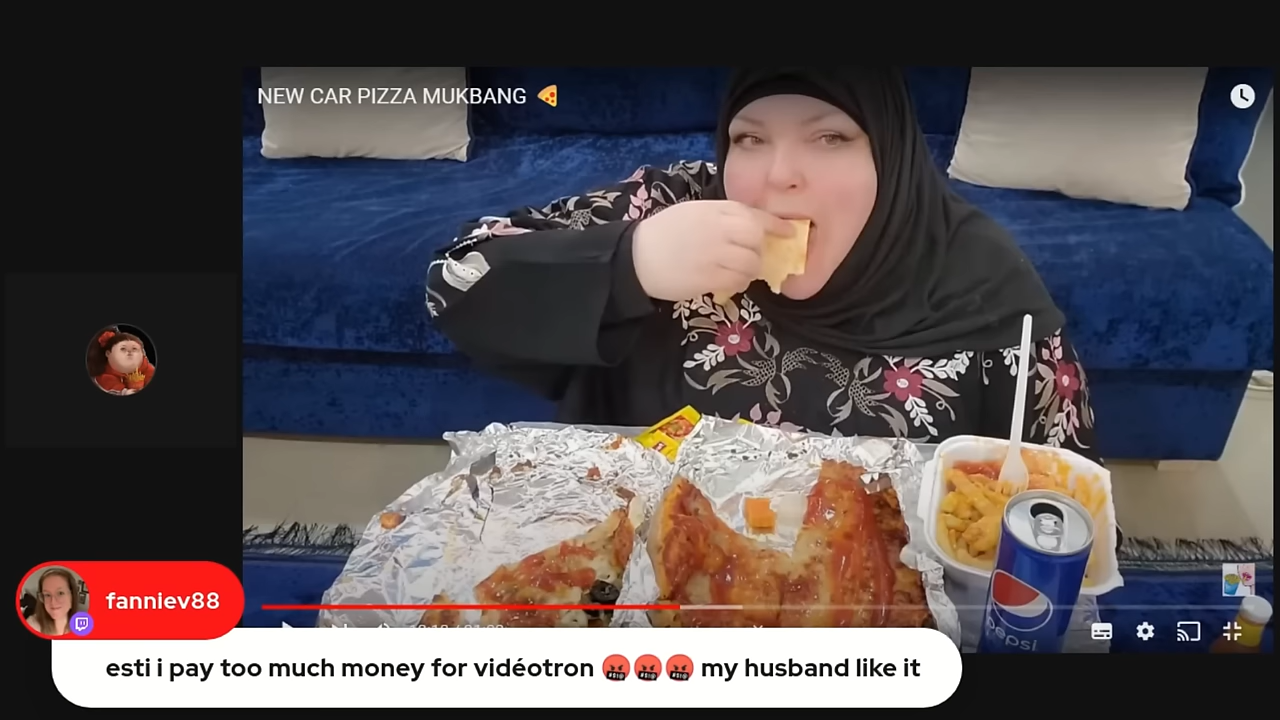 NEW CAR PIZZA MUKBANG 🍕
pepsi
fanniev88
esti i pay too much money for vidéotron 🤬🤬🤬 my husband like it